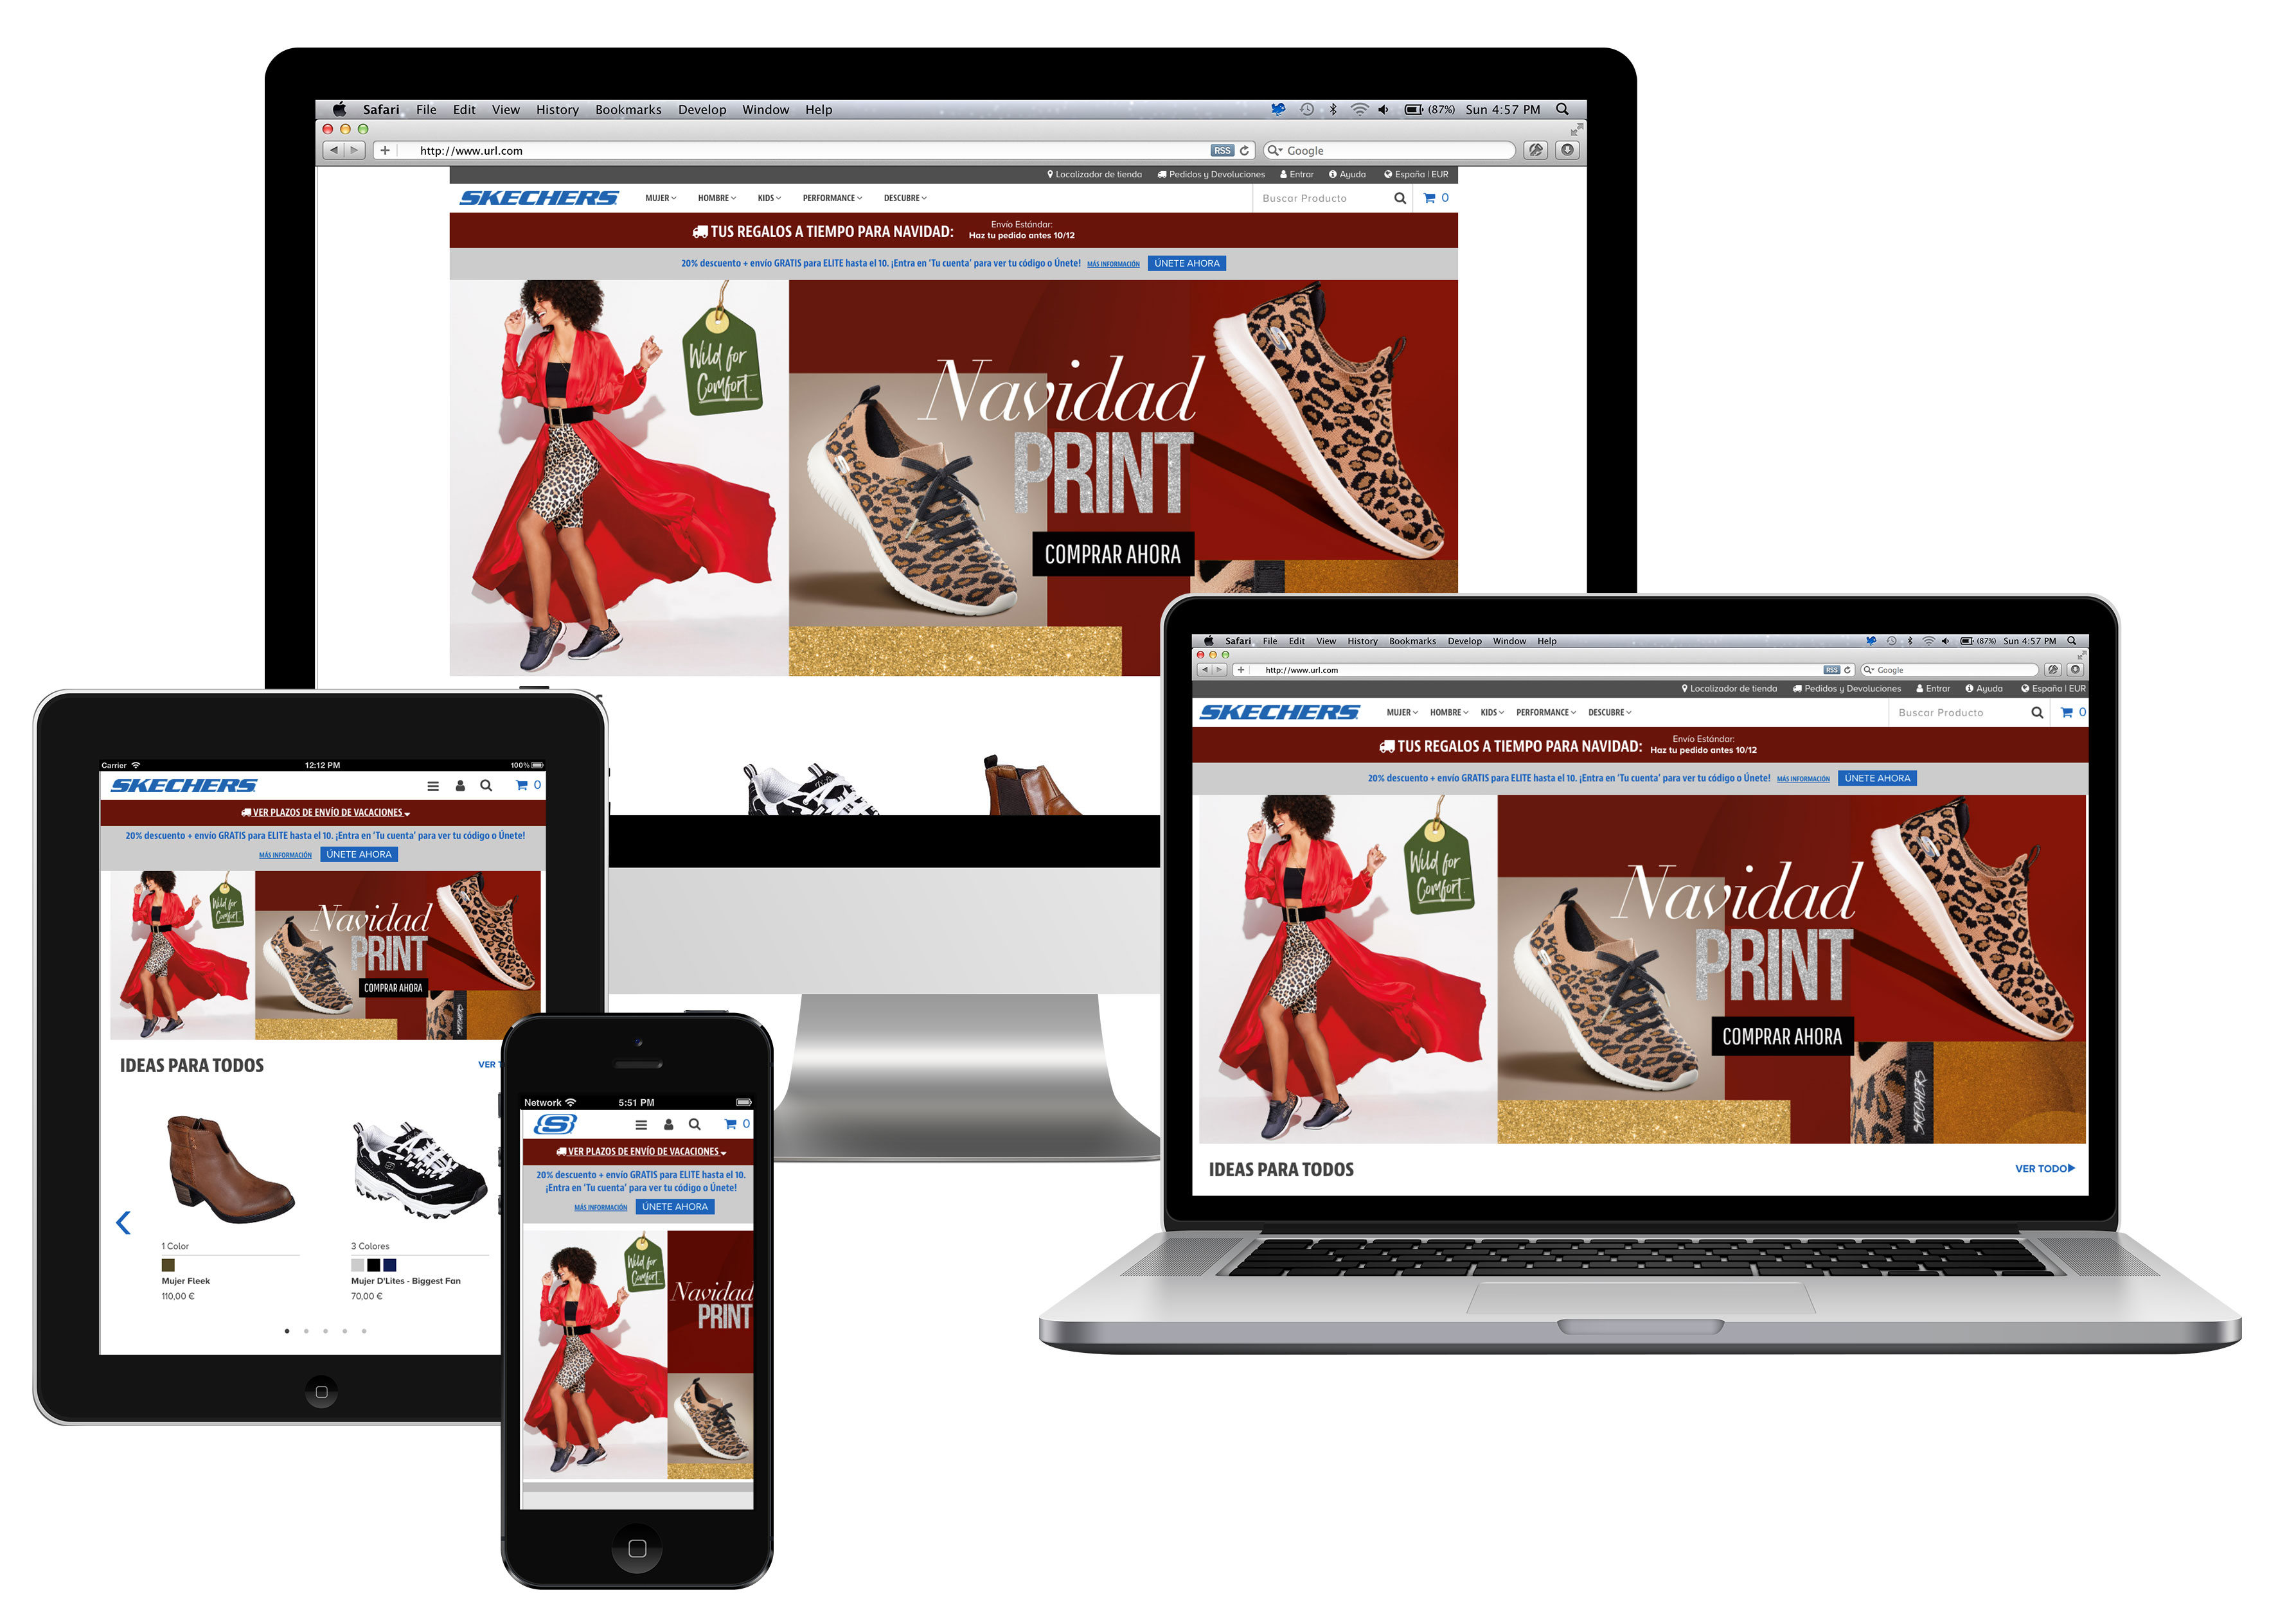 Safari File Edit View History Bookmarks Develop Window Help (87%) Sun 4:57 PM
http://www.url.com RSS Google
Localizador de tienda Pedidos y Devoluciones Entrar Ayuda España | EUR
SKECHERS MUJER HOMBRE KIDS PERFORMANCE DESCUBRE Buscar Producto 0
TUS REGALOS A TIEMPO PARA NAVIDAD: Envío Estándar:
Haz tu pedido antes 10/12
20% descuento + envío GRATIS para ELITE hasta el 10. ¡Entra en 'Tu cuenta' para ver tu código o Únete! MÁS INFORMACIÓN ÚNETE AHORA
Wild for
Comfort.
Navidad
PRINT
COMPRAR AHORA
Safari File Edit View History Bookmarks Develop Window Help (87%) Sun 4:57 PM
http://www.url.com RSS Google
Localizador de tienda Pedidos y Devoluciones Entrar Ayuda España | EUR
SKECHERS MUJER HOMBRE KIDS PERFORMANCE DESCUBRE Buscar Producto 0
TUS REGALOS A TIEMPO PARA NAVIDAD: Envío Estándar:
Haz tu pedido antes 10/12
20% descuento + envío GRATIS para ELITE hasta el 10. ¡Entra en 'Tu cuenta' para ver tu código o Únete! MÁS INFORMACIÓN ÚNETE AHORA
Wild for
Comfort.
Navidad
PRINT
COMPRAR AHORA
SKECHERS
IDEAS PARA TODOS VER TODO
Carrier 12:12 PM 100%
SKECHERS 0
VER PLAZOS DE ENVÍO DE VACACIONES
20% descuento + envío GRATIS para ELITE hasta el 10. ¡Entra en 'Tu cuenta' para ver tu código o Únete!
MÁS INFORMACIÓN ÚNETE AHORA
Wild for
Comfort.
Navidad
PRINT
COMPRAR AHORA
SKECHERS
IDEAS PARA TODOS VER T
1 Color 3 Colores
Mujer Fleek Mujer D'Lites - Biggest Fan
110,00 € 70,00 €
Network 5:51 PM
S 0
VER PLAZOS DE ENVÍO DE VACACIONES
20% descuento + envío GRATIS para ELITE hasta el 10.
¡Entra en 'Tu cuenta' para ver tu código o Únete!
MÁS INFORMACIÓN ÚNETE AHORA
Wild for
Comfort.
Navidad
PRINT